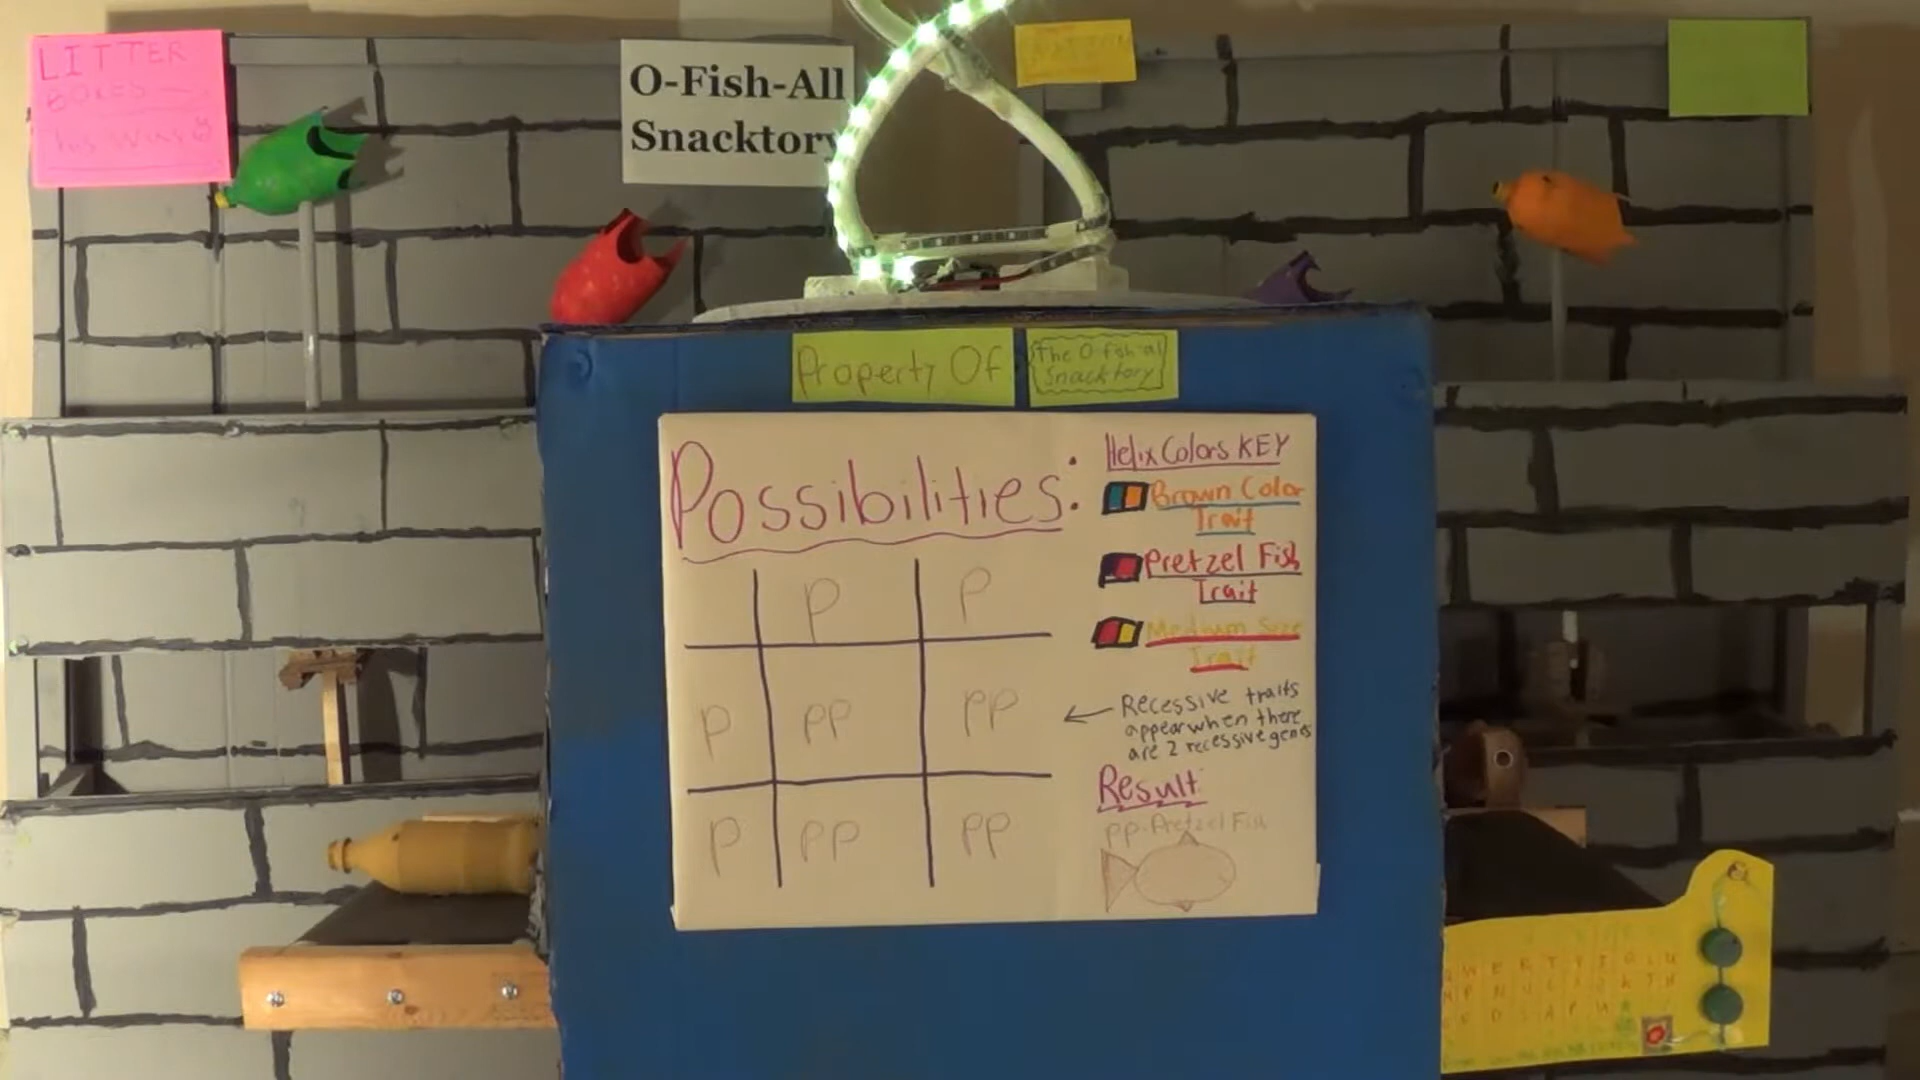 LITTER
BOXES
O-Fish-All
Snacktory
Property Of
The O-fish-al
Snacktory
Possibilities:
P P
P PP PP
P PP PP
Helix Colors KEY
Brown Color
Trait
Pretzel Fish
Trait
Medium Size
Trait
← Recessive traits
appear when there
are 2 recessive genes
Result:
pp-Pretzel Fish